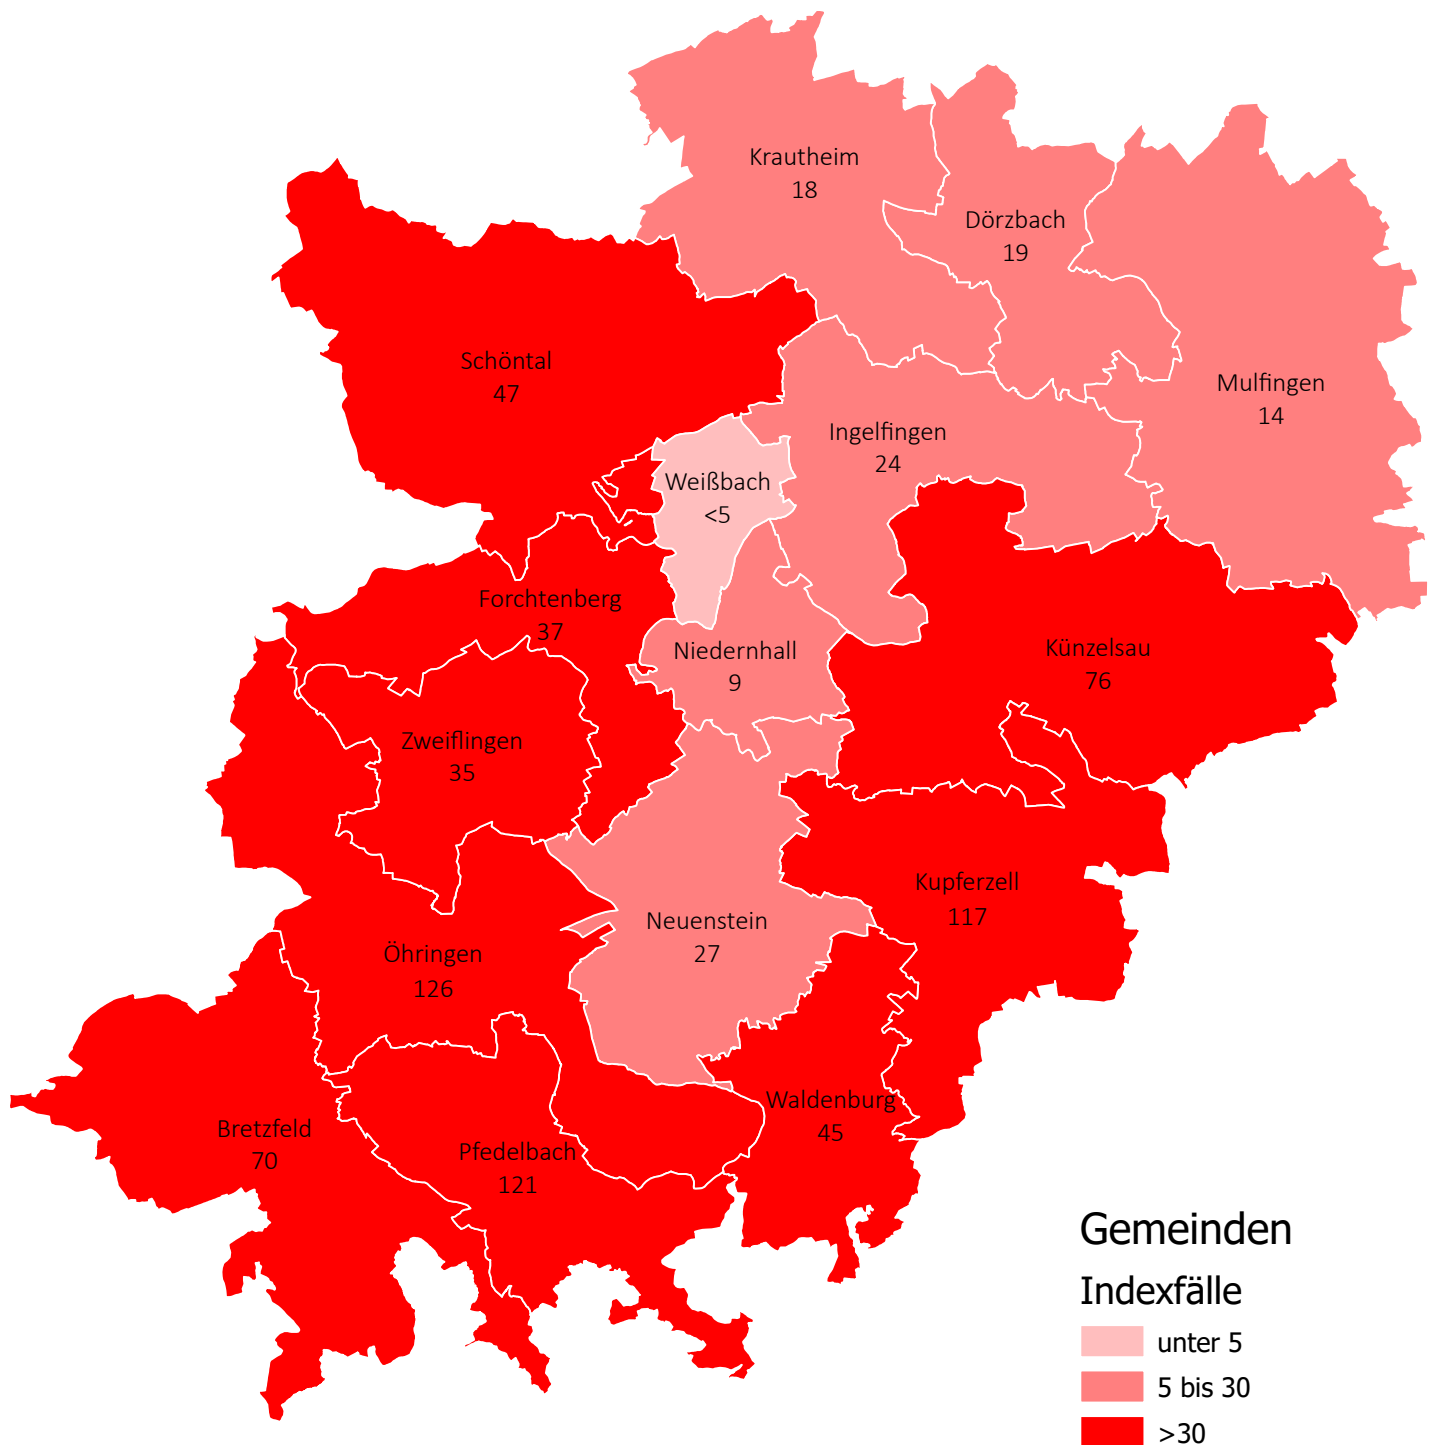 Krautheim
18
Dörzbach
19
Schöntal
47
Mulfingen
14
Ingelfingen
24
Weißbach
<5
Forchtenberg
37
Niedernhall
9
Künzelsau
76
Zweiflingen
35
Kupferzell
117
Neuenstein
27
Öhringen
126
Waldenburg
45
Bretzfeld
70
Pfedelbach
121
Gemeinden
Indexfälle
unter 5
5 bis 30
>30